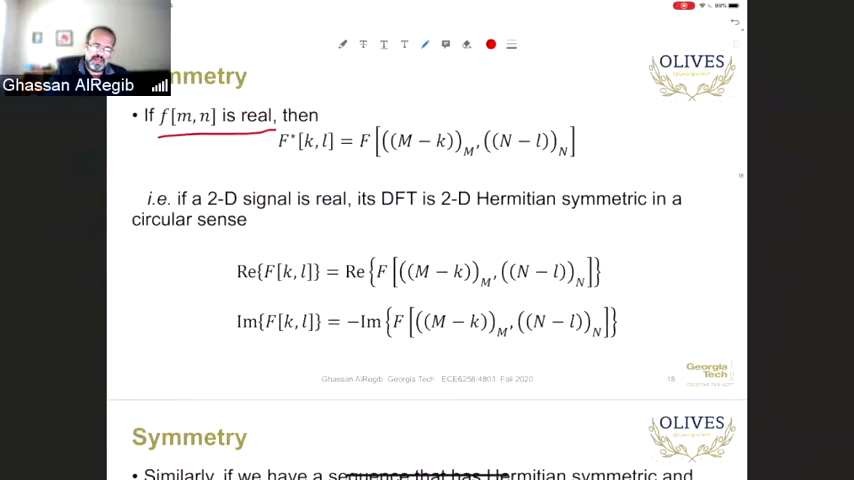 99%
Ghassan AlRegib
mmetry
OLIVES
• If f[m, n] is real, then
F*[k, l] = F[((M − k))_M, ((N − l))_N]
i.e. if a 2-D signal is real, its DFT is 2-D Hermitian symmetric in a
circular sense
Re{F[k, l]} = Re{F[((M − k))_M, ((N − l))_N]}
Im{F[k, l]} = −Im{F[((M − k))_M, ((N − l))_N]}
Ghassan AlRegib Georgia Tech ECE6258/4803 Fall 2020
Georgia
Tech
Symmetry
OLIVES
• Similarly, if we have a sequence that has Hermitian symmetric and